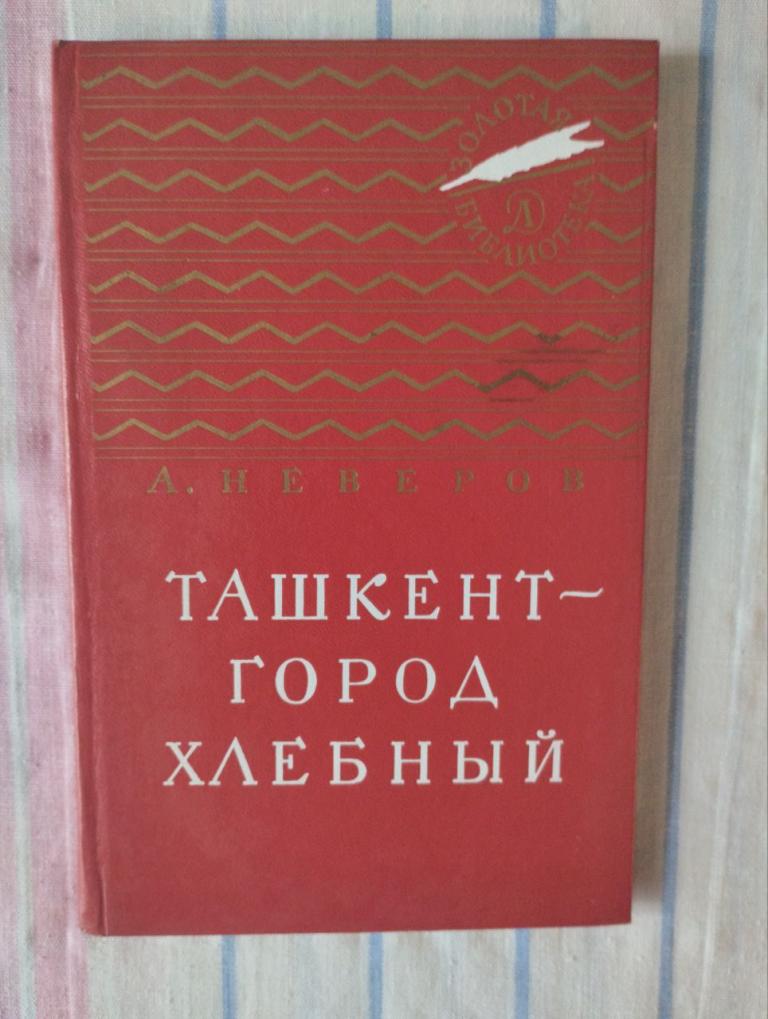 ЗОЛОТАЯ
БИБЛИОТЕКА
Д
А. НЕВЕРОВ
ТАШКЕНТ–
ГОРОД
ХЛЕБНЫЙ